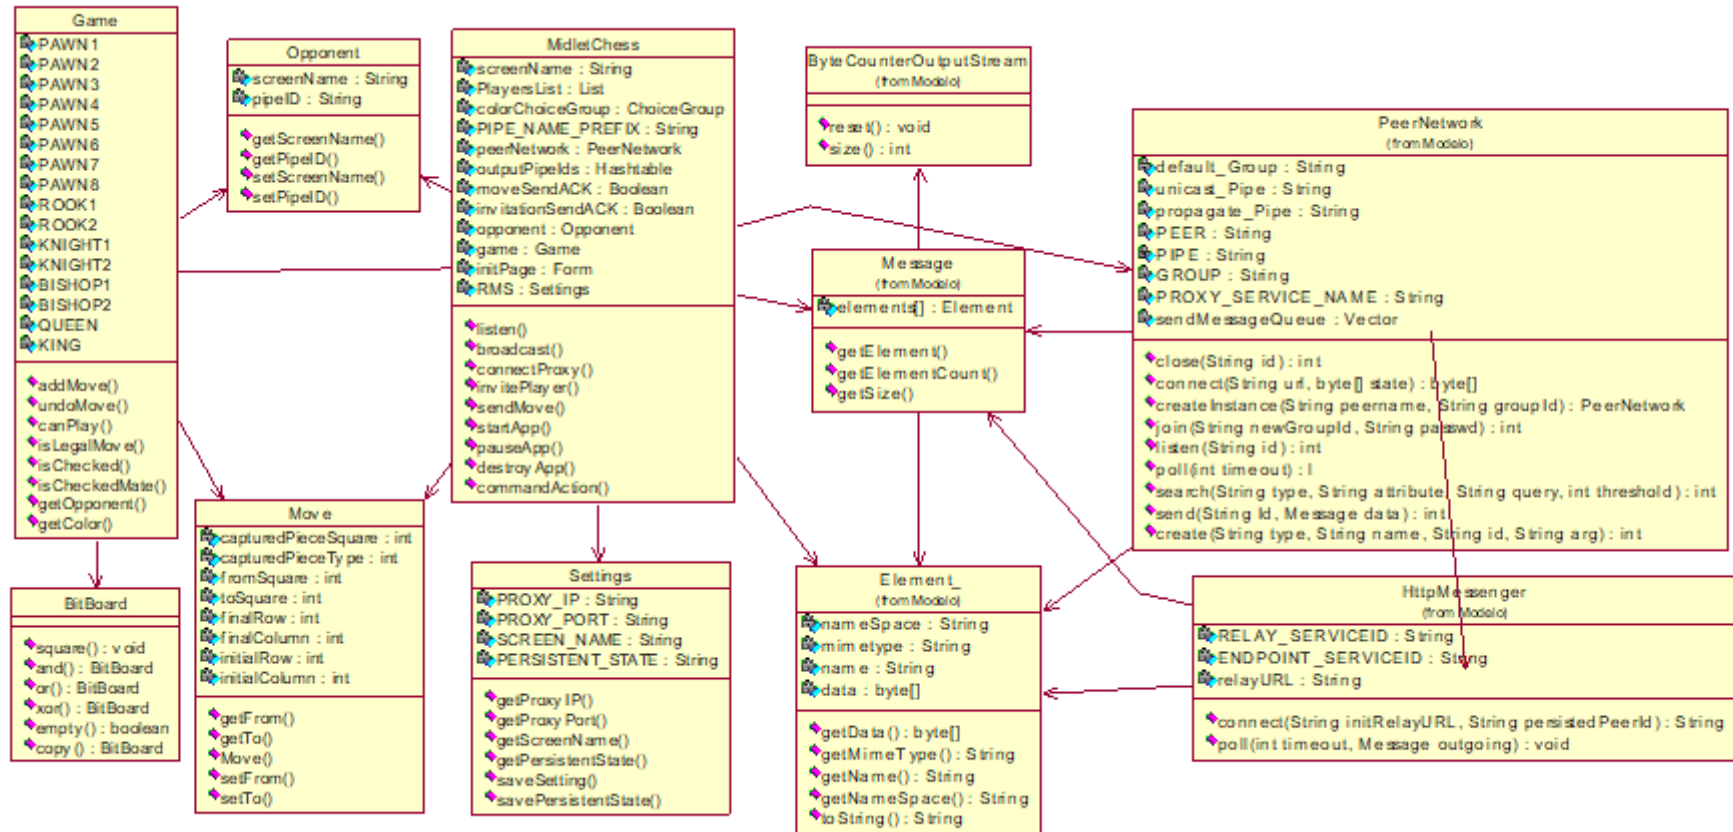 Game
PAWN1
PAWN2
PAWN3
PAWN4
PAWN5
PAWN6
PAWN7
PAWN8
ROOK1
ROOK2
KNIGHT1
KNIGHT2
BISHOP1
BISHOP2
QUEEN
KING
addMove()
undoMove()
canPlay()
isLegalMove()
isChecked()
isCheckedMate()
getOpponent()
getColor()
BitBoard
square() : void
and() : BitBoard
or() : BitBoard
xor() : BitBoard
empty() : boolean
copy() : BitBoard
Opponent
screenName : String
pipeID : String
getScreenName()
getPipeID()
setScreenName()
setPipeID()
Move
capturedPieceSquare : int
capturedPieceType : int
fromSquare : int
toSquare : int
finalRow : int
finalColumn : int
initialRow : int
initialColumn : int
getFrom()
getTo()
Move()
setFrom()
setTo()
MidletChess
screenName : String
PlayersList : List
colorChoiceGroup : ChoiceGroup
PIPE_NAME_PREFIX : String
peerNetwork : PeerNetwork
outputPipeIds : Hashtable
moveSendACK : Boolean
invitationSendACK : Boolean
opponent : Opponent
game : Game
initPage : Form
RMS : Settings
listen()
broadcast()
connectProxy()
invitePlayer()
sendMove()
startApp()
pauseApp()
destroyApp()
commandAction()
Settings
PROXY_IP : String
PROXY_PORT : String
SCREEN_NAME : String
PERSISTENT_STATE : String
getProxyIP()
getProxyPort()
getScreenName()
getPersistentState()
saveSetting()
savePersistentState()
ByteCounterOutputStream
(from Modelo)
reset() : void
size() : int
Message
(from Modelo)
elements[] : Element
getElement()
getElementCount()
getSize()
Element_
(from Modelo)
nameSpace : String
mimetype : String
name : String
data : byte[]
getData() : byte[]
getMimeType() : String
getName() : String
getNameSpace() : String
toString() : String
PeerNetwork
(from Modelo)
default_Group : String
unicast_Pipe : String
propagate_Pipe : String
PEER : String
PIPE : String
GROUP : String
PROXY_SERVICE_NAME : String
sendMessageQueue : Vector
close(String id) : int
connect(String url, byte[] state) : byte[]
createInstance(String peername, String groupId) : PeerNetwork
join(String newGroupId, String passwd) : int
listen(String id) : int
poll(int timeout) : l
search(String type, String attribute, String query, int threshold) : int
send(String Id, Message data) : int
create(String type, String name, String id, String arg) : int
HttpMessenger
(from Modelo)
RELAY_SERVICEID : String
ENDPOINT_SERVICEID : String
relayURL : String
connect(String initRelayURL, String persistedPeerId) : String
poll(int timeout, Message outgoing) : void